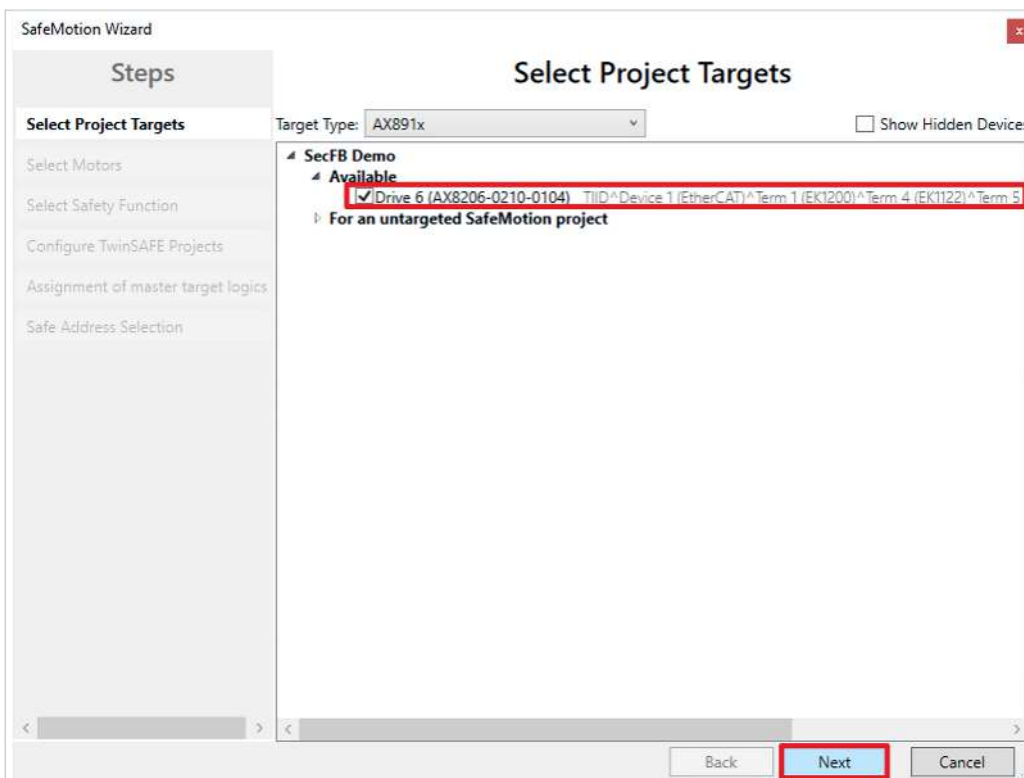 SafeMotion Wizard
x
Steps
Select Project Targets
Select Project Targets
Target Type: AX891x
Show Hidden Device
Select Motors
Select Safety Function
Configure TwinSAFE Projects
Assignment of master target logics
Safe Address Selection
SecFB Demo
Available
Drive 6 (AX8206-0210-0104) TIID^Device 1 (EtherCAT)^Term 1 (EK1200)^Term 4 (EK1122)^Term 5
For an untargeted SafeMotion project
Back
Next
Cancel